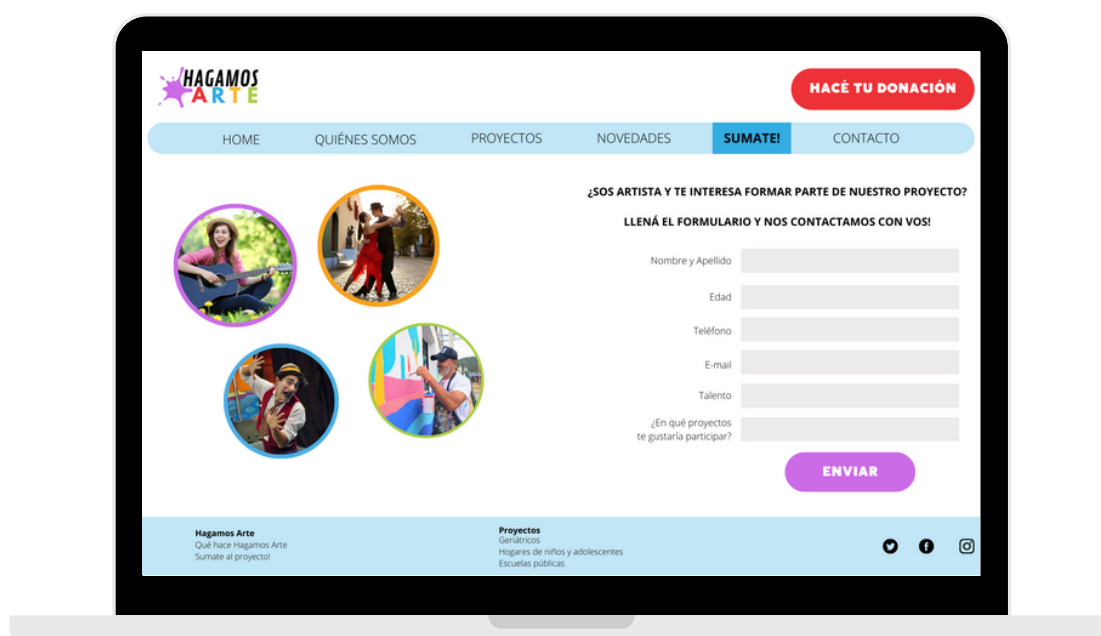 HAGAMOS
ARTE
HACÉ TU DONACIÓN
HOME
QUIÉNES SOMOS
PROYECTOS
NOVEDADES
SUMATE!
CONTACTO
¿SOS ARTISTA Y TE INTERESA FORMAR PARTE DE NUESTRO PROYECTO?
LLENÁ EL FORMULARIO Y NOS CONTACTAMOS CON VOS!
Nombre y Apellido
Edad
Teléfono
E-mail
Talento
¿En qué proyectos
te gustaría participar?
ENVIAR
Hagamos Arte
Qué hace Hagamos Arte
Sumate al proyecto!
Proyectos
Geriátricos
Hogares de niños y adolescentes
Escuelas públicas